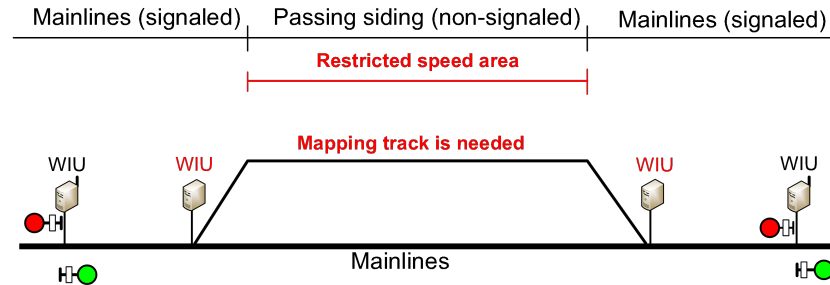 Mainlines (signaled) Passing siding (non-signaled) Mainlines (signaled)
Restricted speed area
Mapping track is needed
WIU WIU WIU WIU
Mainlines